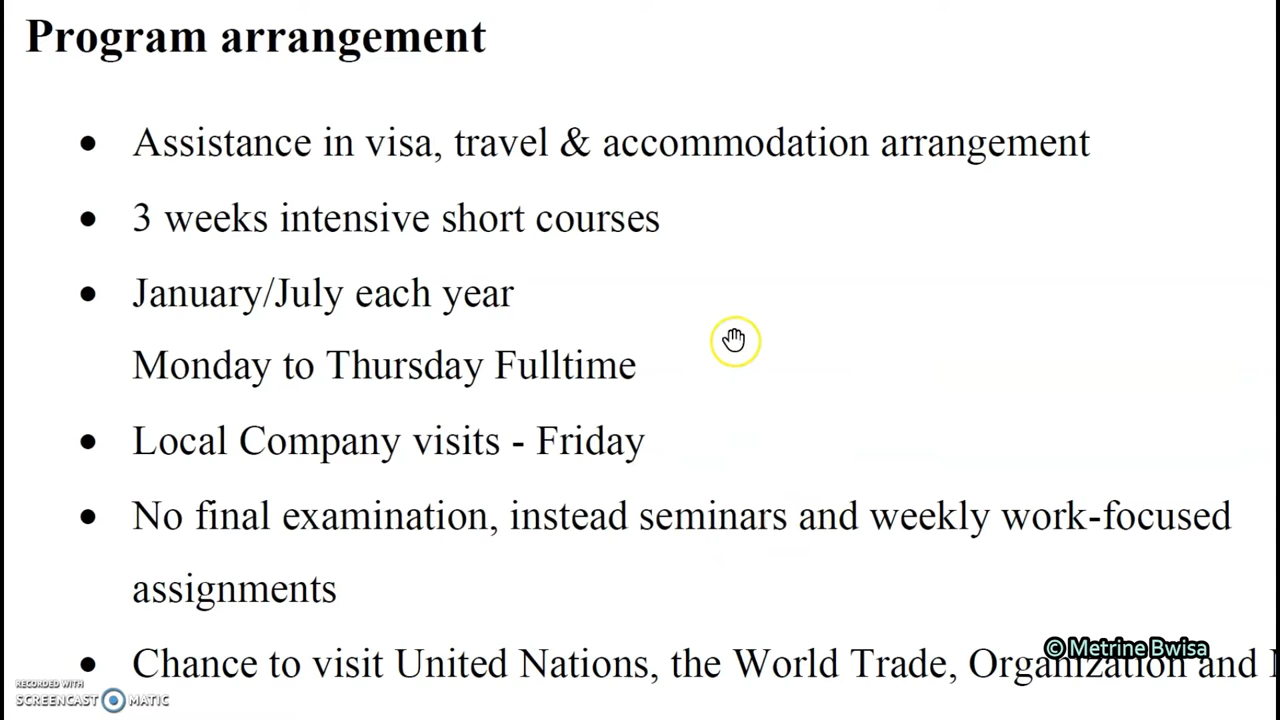 Program arrangement
• Assistance in visa, travel & accommodation arrangement
• 3 weeks intensive short courses
• January/July each year
Monday to Thursday Fulltime
• Local Company visits - Friday
• No final examination, instead seminars and weekly work-focused
assignments
© Metrine Bwisa
• Chance to visit United Nations, the World Trade, Organization and
RECORDED WITH
SCREENCAST MATIC